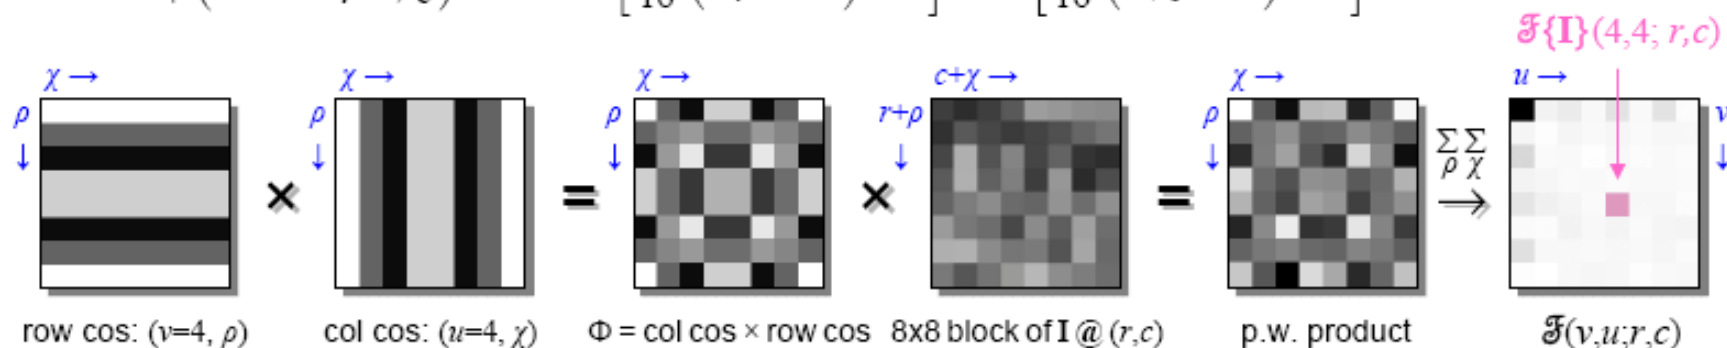 𝓕{I}(4,4; r,c)
χ → χ → χ → c+χ → χ → u →
ρ ↓ ρ ↓ ρ ↓ r+ρ ↓ ρ ↓ v ↓
× = × = Σ Σ
ρ χ
→
row cos: (v=4, ρ) col cos: (u=4, χ) Φ = col cos × row cos 8x8 block of I @ (r,c) p.w. product 𝓕(v,u;r,c)